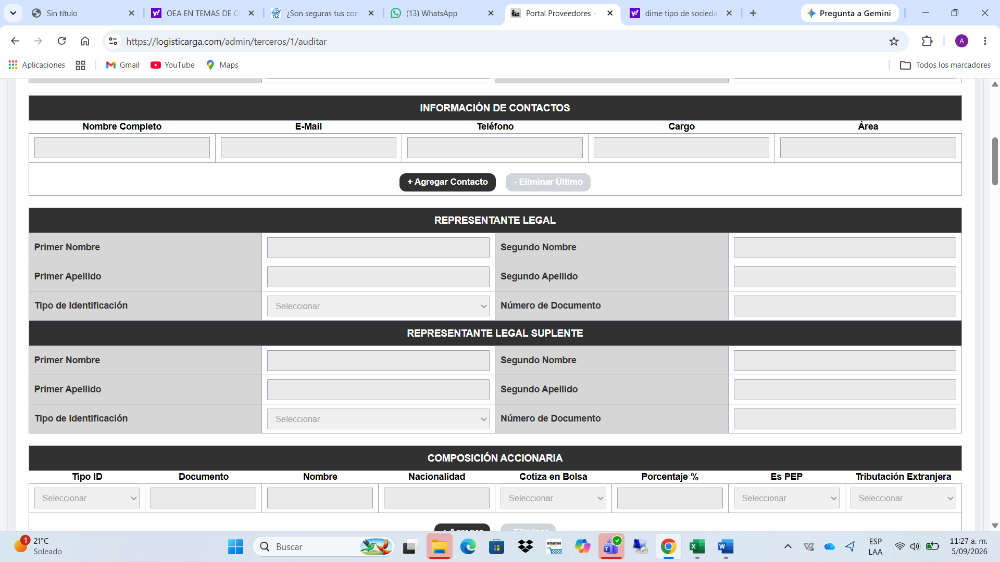 Sin título
OEA EN TEMAS DE C
¿Son seguras tus con
(13) WhatsApp
Portal Proveedores -
dime tipo de socieda
Pregunta a Gemini
https://logisticarga.com/admin/terceros/1/auditar
A
Aplicaciones
Gmail
YouTube
Maps
Todos los marcadores
INFORMACIÓN DE CONTACTOS
Nombre Completo E-Mail Teléfono Cargo Área
+ Agregar Contacto - Eliminar Último
REPRESENTANTE LEGAL
Primer Nombre Segundo Nombre
Primer Apellido Segundo Apellido
Tipo de Identificación Seleccionar Número de Documento
REPRESENTANTE LEGAL SUPLENTE
Primer Nombre Segundo Nombre
Primer Apellido Segundo Apellido
Tipo de Identificación Seleccionar Número de Documento
COMPOSICIÓN ACCIONARIA
Tipo ID Documento Nombre Nacionalidad Cotiza en Bolsa Porcentaje % Es PEP Tributación Extranjera
Seleccionar Seleccionar Seleccionar Seleccionar
+ Agregar - Eliminar
1
21°C
Soleado
Buscar
amazon
ESP
LAA
11:27 a. m.
5/09/2026